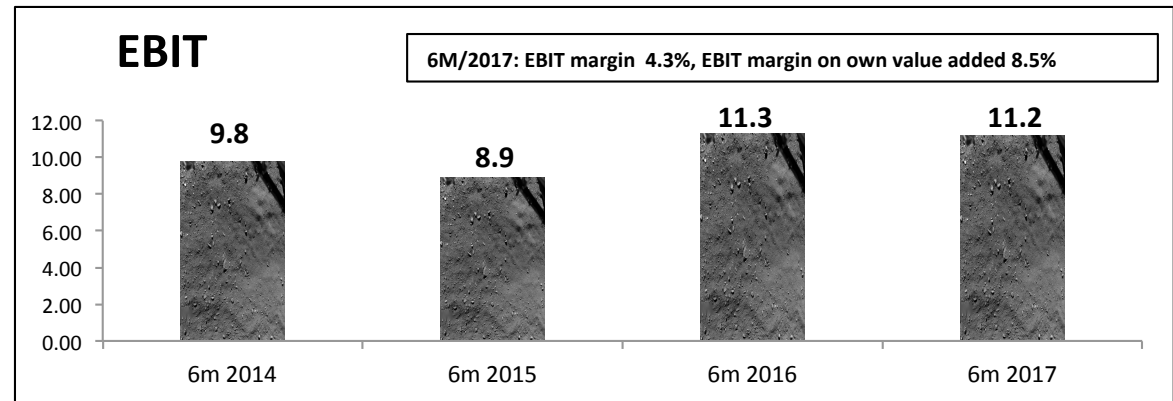 EBIT
6M/2017: EBIT margin 4.3%, EBIT margin on own value added 8.5%
12.00
10.00
8.00
6.00
4.00
2.00
0.00
9.8
8.9
11.3
11.2
6m 2014
6m 2015
6m 2016
6m 2017